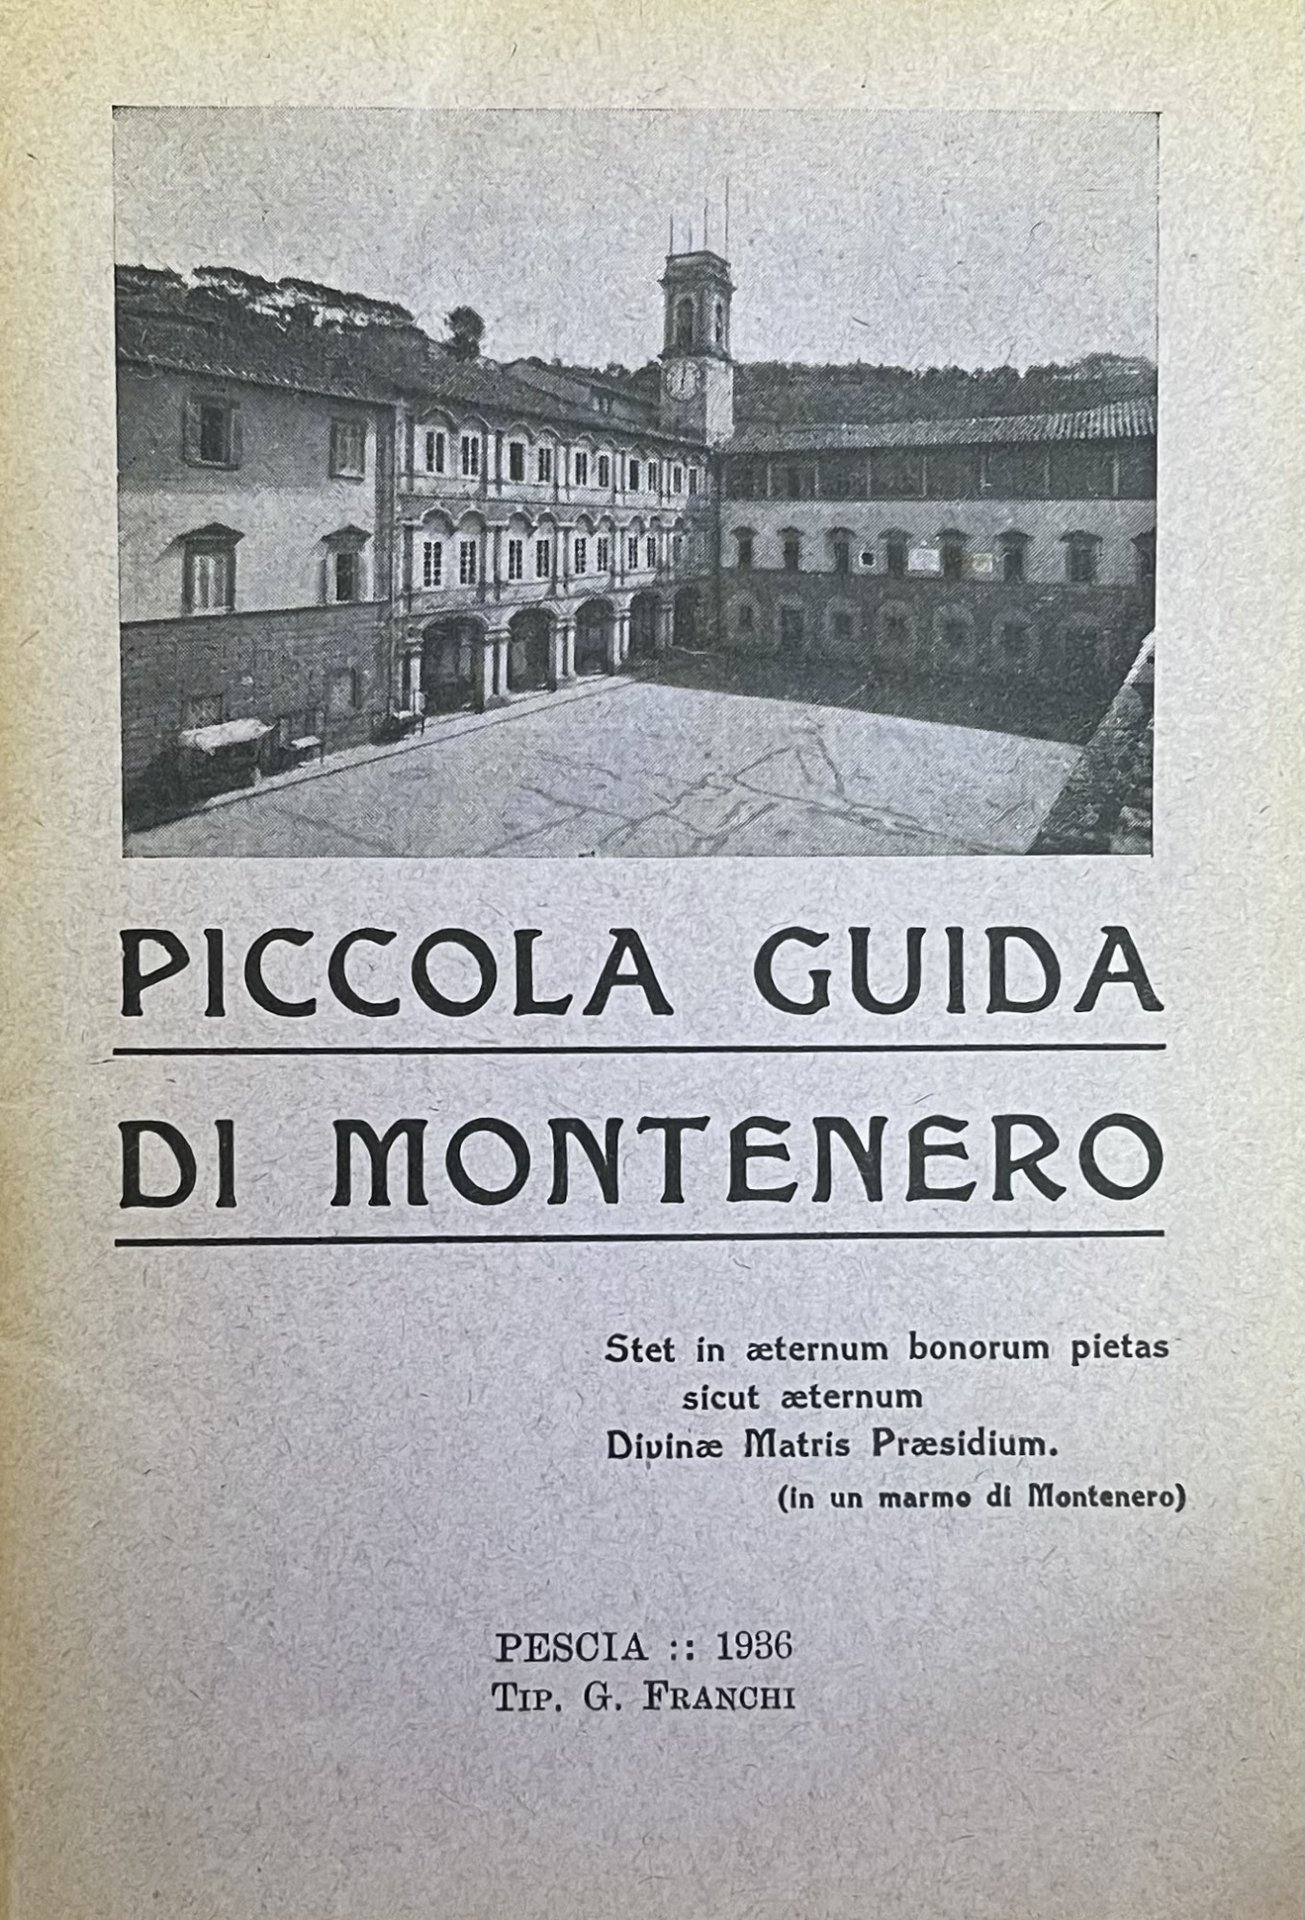 PICCOLA GUIDA
DI MONTENERO
Stet in æternum bonorum pietas
sicut æternum
Divinæ Matris Præsidium.
(in un marmo di Montenero)
PESCIA :: 1936
TIP. G. FRANCHI